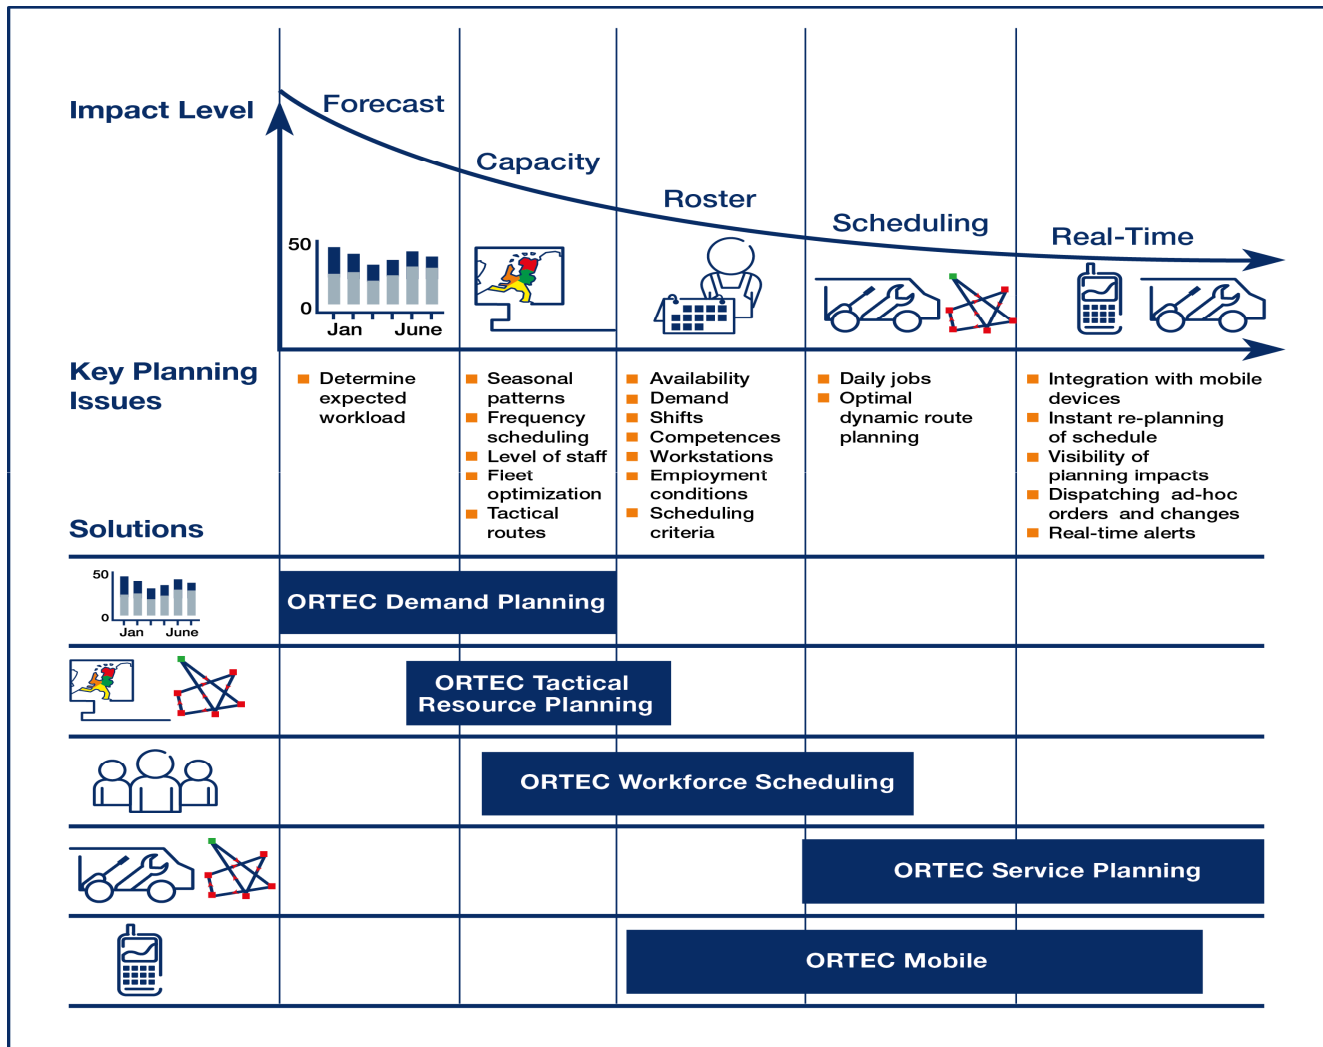 Impact Level
Forecast
Capacity
Roster
Scheduling
Real-Time
50
0
Jan June
Key Planning
Issues
Determine
expected
workload
Seasonal
patterns
Frequency
scheduling
Level of staff
Fleet
optimization
Tactical
routes
Availability
Demand
Shifts
Competences
Workstations
Employment
conditions
Scheduling
criteria
Daily jobs
Optimal
dynamic route
planning
Integration with mobile
devices
Instant re-planning
of schedule
Visibility of
planning impacts
Dispatching ad-hoc
orders and changes
Real-time alerts
Solutions
50
0
Jan June
ORTEC Demand Planning
ORTEC Tactical
Resource Planning
ORTEC Workforce Scheduling
ORTEC Service Planning
ORTEC Mobile